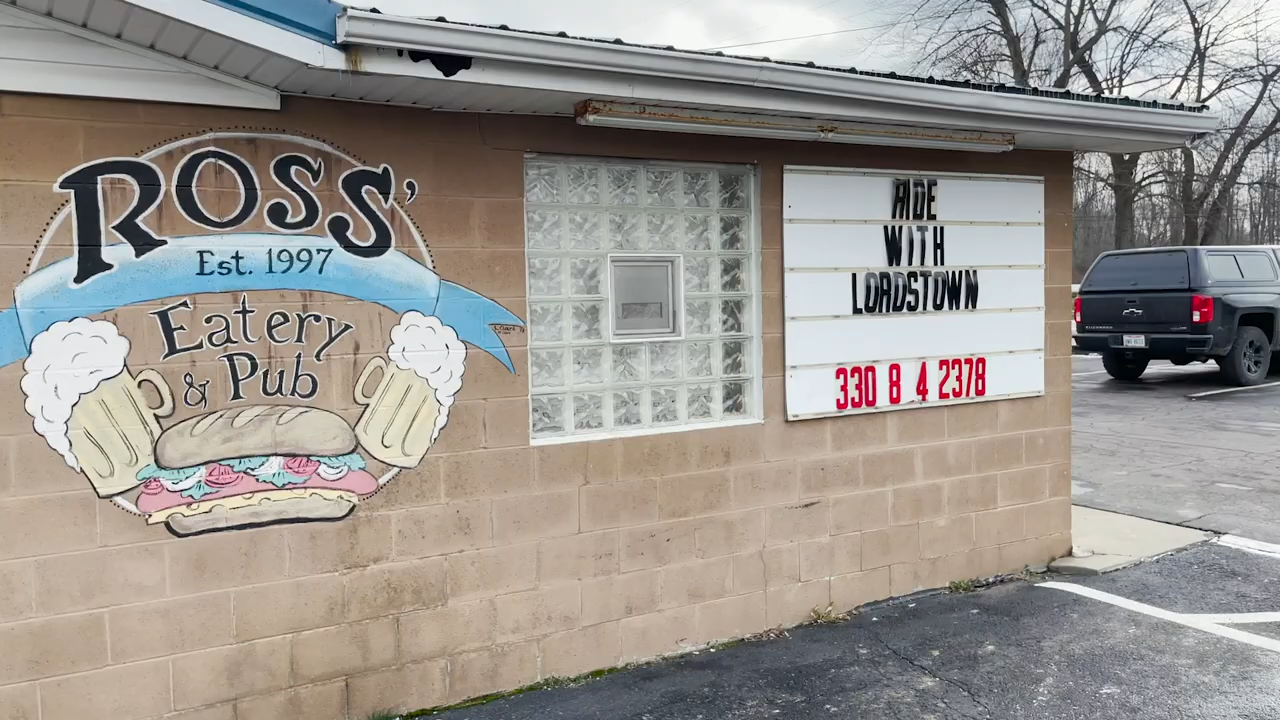 ROSS'
Est. 1997
Eatery
& Pub
RIDE
WITH
LORDSTOWN
330 8 4 2378